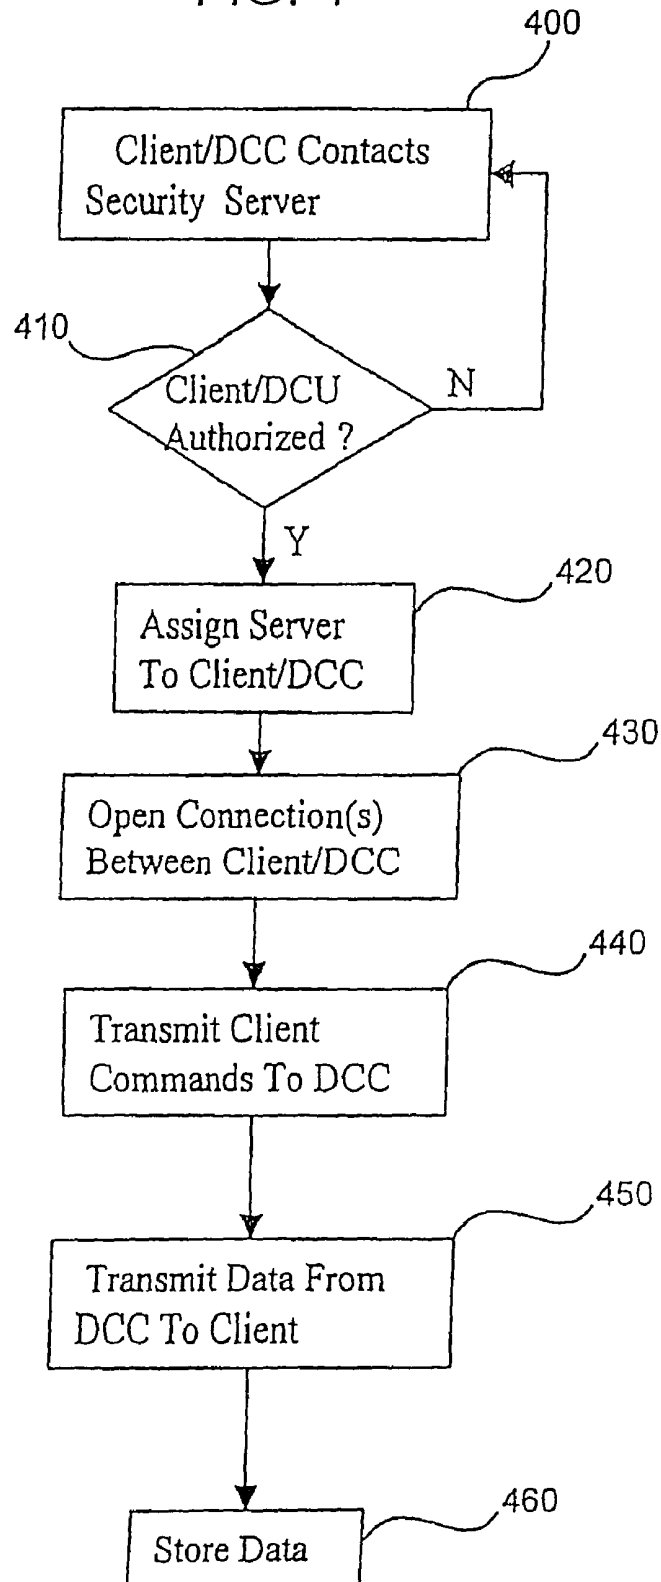 400
Client/DCC Contacts
Security Server
410
Client/DCU
Authorized ?
N
Y
420
Assign Server
To Client/DCC
430
Open Connection(s)
Between Client/DCC
440
Transmit Client
Commands To DCC
450
Transmit Data From
DCC To Client
460
Store Data